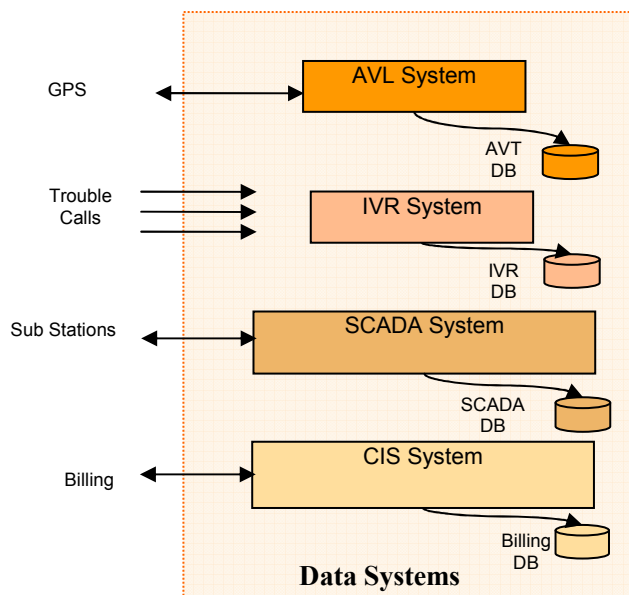 AVL System
GPS
AVT
DB
Trouble
Calls
IVR System
IVR
DB
Sub Stations
SCADA System
SCADA
DB
CIS System
Billing
Billing
DB
Data Systems